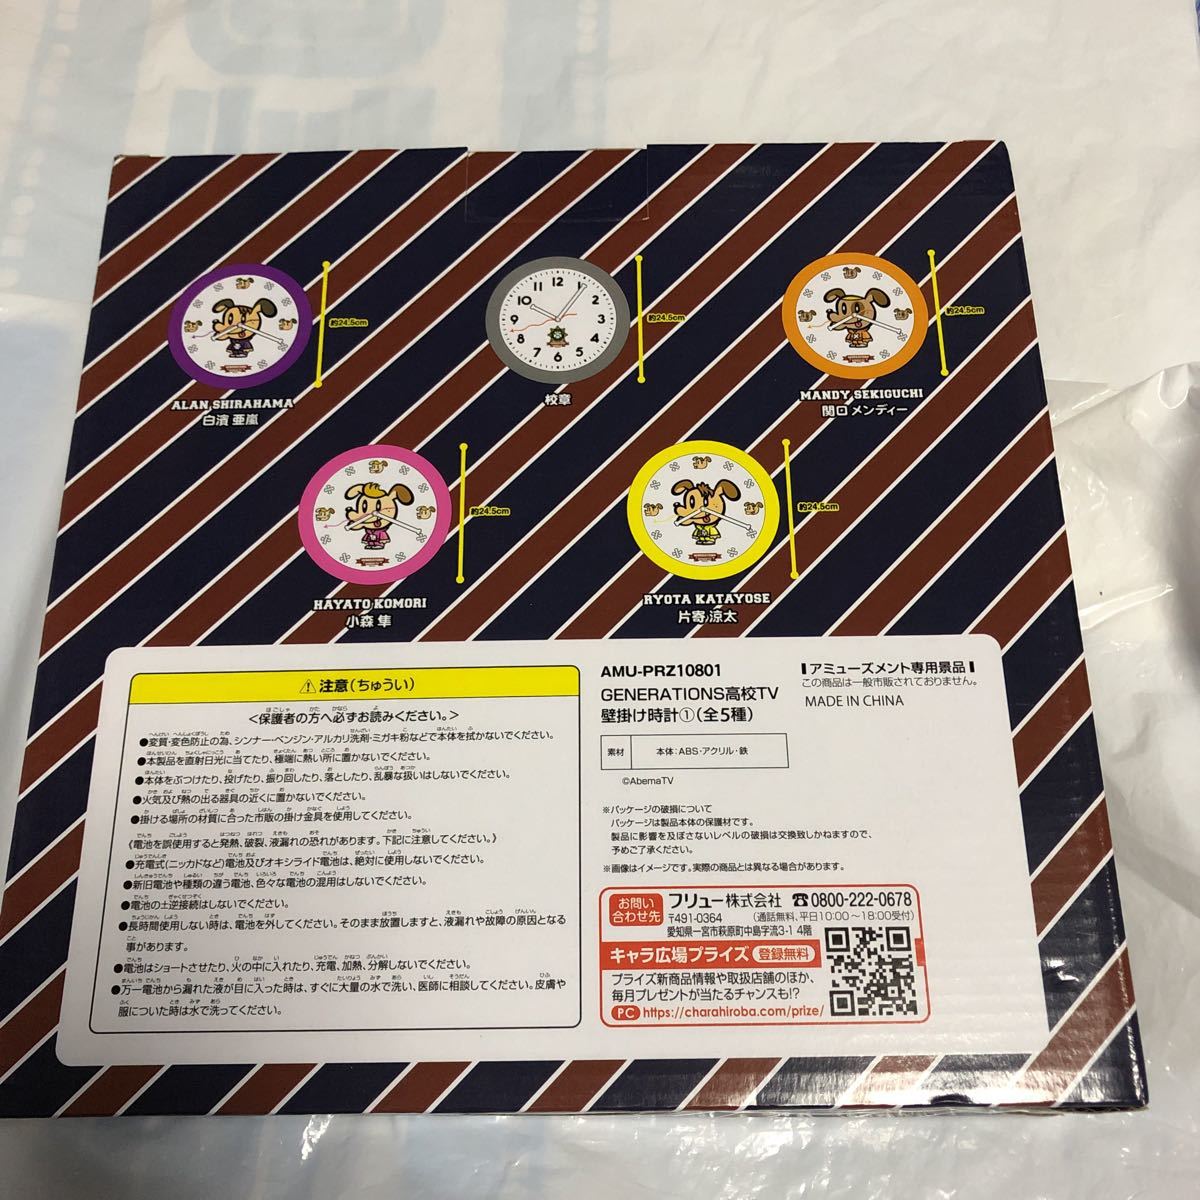 約24.5cm
ALAN SHIRAHAMA
白濱 亜嵐
12
1
2
3
4
5
6
7
8
9
10
11
約24.5cm
校章
約24.5cm
MANDY SEKIGUCHI
関口 メンディー
約24.5cm
HAYATO KOMORI
小森 隼
約24.5cm
RYOTA KATAYOSE
片寄 涼太
⚠注意(ちゅうい)
＜保護者の方へ必ずお読みください。＞
●変質・変色防止の為、シンナー・ベンジン・アルカリ洗剤・ミガキ粉などで本体を拭かないでください。
●本製品を直射日光に当てたり、極端に熱い所に置かないでください。
●本体をぶつけたり、投げたり、振り回したり、落としたり、乱暴な扱いはしないでください。
●火気及び熱の出る器具の近くに置かないでください。
●掛ける場所の材質に合った市販の掛け金具を使用してください。
《電池を誤使用すると発熱、破裂、液漏れの恐れがあります。下記に注意してください。》
●充電式(ニッカドなど)電池及びオキシライド電池は、絶対に使用しないでください。
●新旧電池や種類の違う電池、色々な電池の混用はしないでください。
●電池の±逆接続はしないでください。
●長時間使用しない時は、電池を外してください。そのまま放置しますと、液漏れや故障の原因となる
事があります。
●電池はショートさせたり、火の中に入れたり、充電、加熱、分解しないでください。
●万一電池から漏れた液が目に入った時は、すぐに大量の水で洗い、医師に相談してください。皮膚や
服についた時は水で洗ってください。
AMU-PRZ10801
GENERATIONS高校TV
壁掛け時計①(全5種)
アミューズメント専用景品
この商品は一般市販されておりません。
MADE IN CHINA
素材 本体：ABS・アクリル・鉄
©AbemaTV
※パッケージの破損について
パッケージは製品本体の保護材です。
製品に影響を及ぼさないレベルの破損は交換致しかねますので、
予めご了承ください。
※画像はイメージです。実際の商品とは異なる場合があります。
お問い
合わせ先
フリュー株式会社 ☎0800-222-0678
〒491-0364 (通話無料、平日10:00～18:00受付)
愛知県一宮市萩原町中島字流3-1 4階
キャラ広場プライズ 登録無料
プライズ新商品情報や取扱店舗のほか、
毎月プレゼントが当たるチャンスも!?
PC https://charahiroba.com/prize/